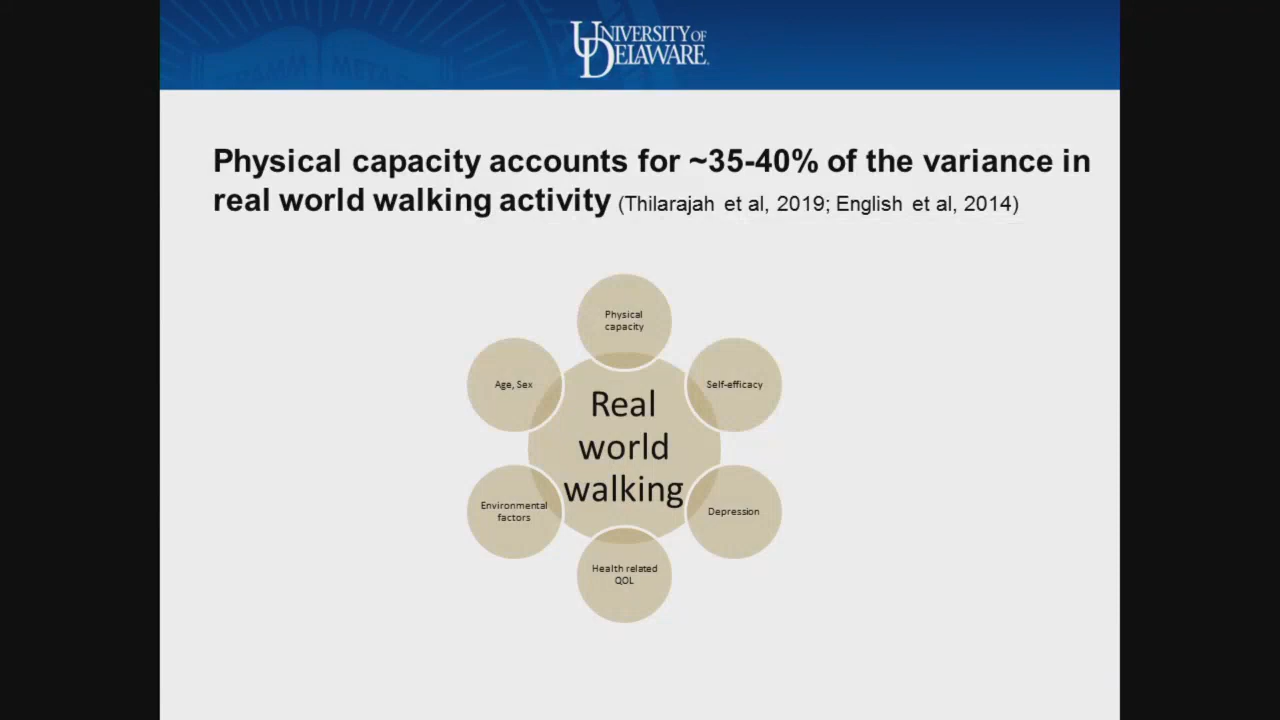 UNIVERSITY OF
DELAWARE
Physical capacity accounts for ~35-40% of the variance in
real world walking activity (Thilarajah et al, 2019; English et al, 2014)
Physical
capacity
Age, Sex
Self-efficacy
Real
world
walking
Environmental
factors
Depression
Health related
QOL